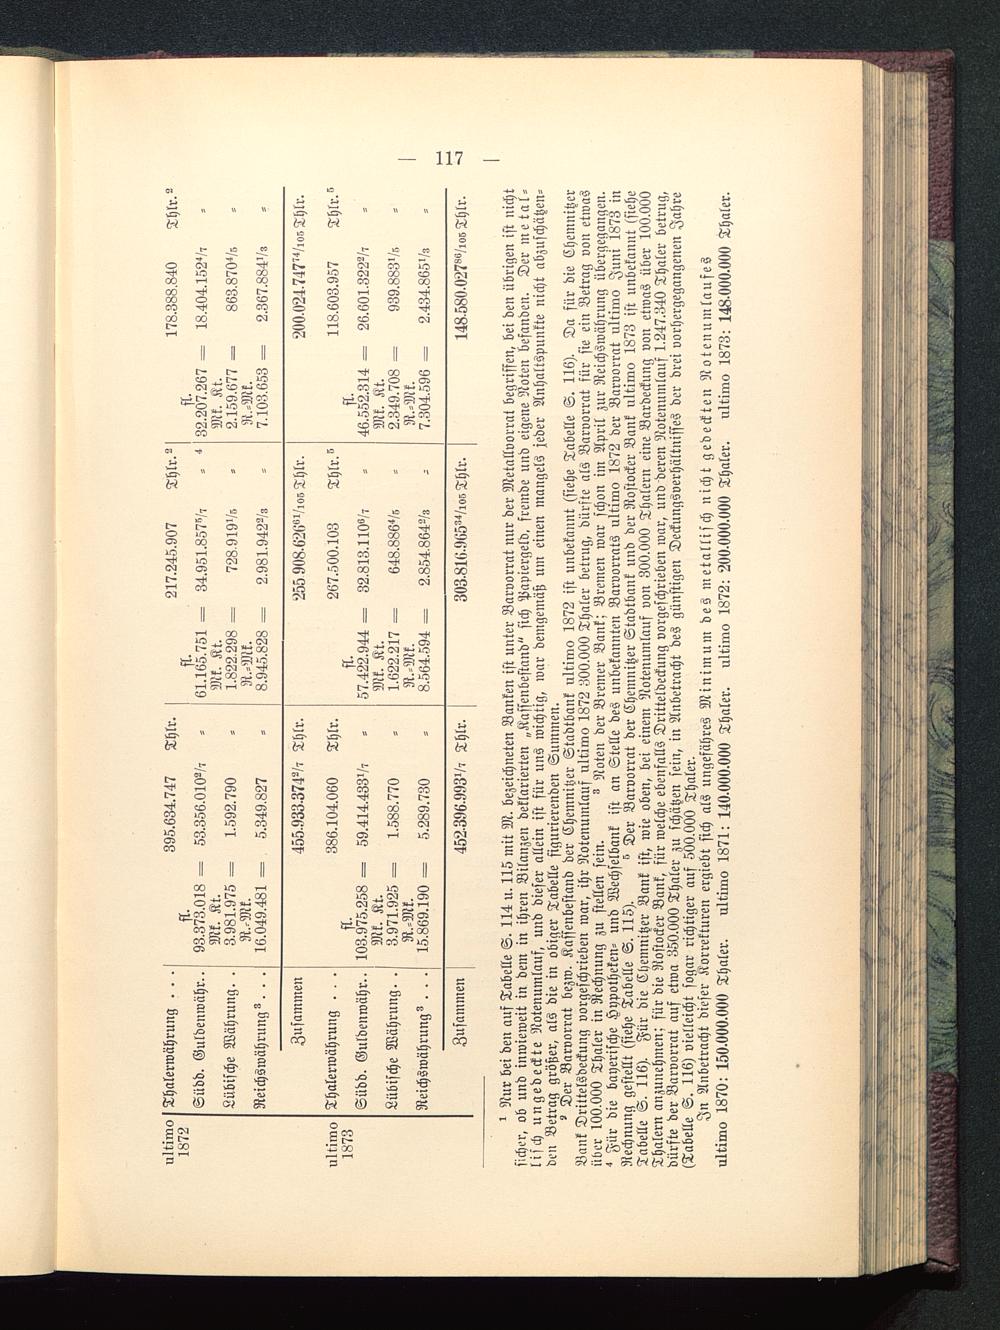 — 117 —
ultimo 1872 Thalerwährung . . . 395.634.747 Thlr. 217.245.907 Thlr.² 178.388.840 Thlr.²
fl. fl. fl.
Südd. Guldenwähr. . 93.373.018 = 53.356.010²/₇ „ 61.165.751 = 34.951.857⁵/₇ „ ⁴ 32.207.267 = 18.404.152⁴/₇ „
Mk. Kt. Mk. Kt. Mk. Kt.
Lübische Währung. . 3.981.975 = 1.592.790 „ 1.822.298 = 728.919¹/₅ „ 2.159.677 = 863.870⁴/₅ „
R.=Mk. R.=Mk. R.=Mk.
Reichswährung³ . . . 16.049.481 = 5.349.827 „ 8.945.828 = 2.981.942²/₃ „ 7.103.653 = 2.367.884¹/₃ „
Zusammen 455.933.374²/₇ Thlr. 255 908.626⁶¹/₁₀₅ Thlr. 200.024.747⁷⁴/₁₀₅ Thlr.
ultimo 1873 Thalerwährung . . . 386.104.060 Thlr. 267.500.103 Thlr.⁵ 118.603.957 Thlr.⁵
fl. fl. fl.
Südd. Guldenwähr. . 103.975.258 = 59.414.433¹/₇ „ 57.422.944 = 32.813.110⁶/₇ „ 46.552.314 = 26.601.322²/₇ „
Mk. Kt. Mk. Kt. Mk. Kt.
Lübische Währung. . 3.971.925 = 1.588.770 „ 1.622.217 = 648.886⁴/₅ „ 2.349.708 = 939.883¹/₅ „
R.=Mk. R.=Mk. R.=Mk.
Reichswährung³ . . . 15.869.190 = 5.289.730 „ 8.564.594 = 2.854.864²/₃ „ 7.304.596 = 2.434.865¹/₃ „
Zusammen 452.396.993¹/₇ Thlr. 303.816.965³⁴/₁₀₅ Thlr. 148.580.027⁸⁶/₁₀₅ Thlr.
¹ Nur bei den auf Tabelle S. 114 u. 115 mit M. bezeichneten Banken ist unter Barvorrat nur der Metallvorrat begriffen, bei den übrigen ist nicht
sicher, ob und inwieweit in dem in ihren Bilanzen deklarierten „Kassenbestand“ sich Papiergeld, fremde und eigene Noten befanden. Der metal=
lisch ungedeckte Notenumlauf, und dieser allein ist für uns wichtig, war demgemäß um einen mangels jeder Anhaltspunkte nicht abzuschätzen=
den Betrag größer, als die in obiger Tabelle figurierenden Summen.
² Der Barvorrat bezw. Kassenbestand der Chemnitzer Stadtbank ultimo 1872 ist unbekannt (siehe Tabelle S. 116). Da für die Chemnitzer
Bank Drittelsdeckung vorgeschrieben war, ihr Notenumlauf ultimo 1872 300.000 Thaler betrug, dürfte als Barvorrat für sie ein Betrag von etwas
über 100.000 Thaler in Rechnung zu stellen sein. ³ Noten der Bremer Bank; Bremen war schon im April zur Reichswährung übergegangen.
⁴ Für die bayerische Hypotheken= und Wechselbank ist an Stelle des unbekannten Barvorrats ultimo 1872 der Barvorrat ultimo Juni 1873 in
Rechnung gestellt (siehe Tabelle S. 115). ⁵ Der Barvorrat der Chemnitzer Stadtbank und der Rostocker Bank ultimo 1873 ist unbekannt (siehe
Tabelle S. 116). Für die Chemnitzer Bank ist, wie oben, bei einem Notenumlauf von 300.000 Thalern eine Bardeckung von etwas über 100.000
Thalern anzunehmen; für die Rostocker Bank, für welche ebenfalls Dritteldeckung vorgeschrieben war, und deren Notenumlauf 1.247.340 Thaler betrug,
dürfte der Barvorrat auf etwa 350.000 Thaler zu schätzen sein, in Anbetracht des günstigen Deckungsverhältnisses der drei vorhergegangenen Jahre
(Tabelle S. 116) vielleicht sogar richtiger auf 500.000 Thaler.
In Anbetracht dieser Korrekturen ergiebt sich als ungefähres Minimum des metallisch nicht gedeckten Notenumlaufes
ultimo 1870: 150.000.000 Thaler. ultimo 1871: 140.000.000 Thaler. ultimo 1872: 200.000.000 Thaler. ultimo 1873: 148.000.000 Thaler.